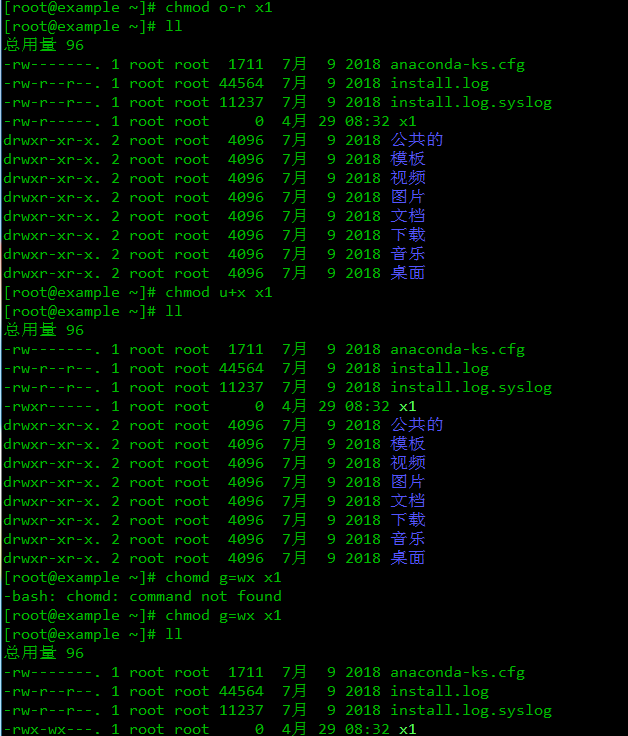 [root@example ~]# chmod o-r x1
[root@example ~]# ll
总用量 96
-rw-------. 1 root root  1711 7月   9 2018 anaconda-ks.cfg
-rw-r--r--. 1 root root 44564 7月   9 2018 install.log
-rw-r--r--. 1 root root 11237 7月   9 2018 install.log.syslog
-rw-r-----. 1 root root     0 4月  29 08:32 x1
drwxr-xr-x. 2 root root  4096 7月   9 2018 公共的
drwxr-xr-x. 2 root root  4096 7月   9 2018 模板
drwxr-xr-x. 2 root root  4096 7月   9 2018 视频
drwxr-xr-x. 2 root root  4096 7月   9 2018 图片
drwxr-xr-x. 2 root root  4096 7月   9 2018 文档
drwxr-xr-x. 2 root root  4096 7月   9 2018 下载
drwxr-xr-x. 2 root root  4096 7月   9 2018 音乐
drwxr-xr-x. 2 root root  4096 7月   9 2018 桌面
[root@example ~]# chmod u+x x1
[root@example ~]# ll
总用量 96
-rw-------. 1 root root  1711 7月   9 2018 anaconda-ks.cfg
-rw-r--r--. 1 root root 44564 7月   9 2018 install.log
-rw-r--r--. 1 root root 11237 7月   9 2018 install.log.syslog
-rwxr-----. 1 root root     0 4月  29 08:32 x1
drwxr-xr-x. 2 root root  4096 7月   9 2018 公共的
drwxr-xr-x. 2 root root  4096 7月   9 2018 模板
drwxr-xr-x. 2 root root  4096 7月   9 2018 视频
drwxr-xr-x. 2 root root  4096 7月   9 2018 图片
drwxr-xr-x. 2 root root  4096 7月   9 2018 文档
drwxr-xr-x. 2 root root  4096 7月   9 2018 下载
drwxr-xr-x. 2 root root  4096 7月   9 2018 音乐
drwxr-xr-x. 2 root root  4096 7月   9 2018 桌面
[root@example ~]# chomd g=wx x1
-bash: chomd: command not found
[root@example ~]# chmod g=wx x1
[root@example ~]# ll
总用量 96
-rw-------. 1 root root  1711 7月   9 2018 anaconda-ks.cfg
-rw-r--r--. 1 root root 44564 7月   9 2018 install.log
-rw-r--r--. 1 root root 11237 7月   9 2018 install.log.syslog
-rwx-wx---. 1 root root     0 4月  29 08:32 x1